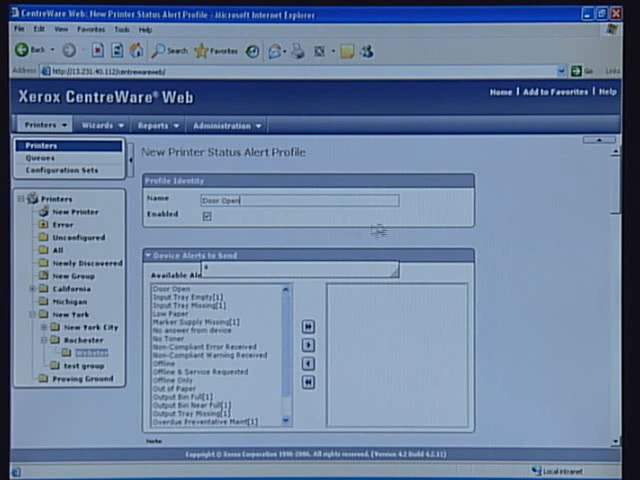 CentreWare Web: New Printer Status Alert Profile - Microsoft Internet Explorer
File Edit View Favorites Tools Help
Back Search Favorites
Address http://13.231.40.112/centrewareweb/ Go Links
Xerox CentreWare® Web
Home | Add to Favorites | Help
Printers Wizards Reports Administration
Printers
Queues
Configuration Sets
Printers
New Printer
Error
Unconfigured
All
Newly Discovered
New Group
California
Michigan
New York
New York City
Rochester
Webster
test group
Proving Ground
New Printer Status Alert Profile
Profile Identity
Name Door Open
Enabled
Device Alerts to Send
Available Ale
Door Open
Input Tray Empty[1]
Input Tray Missing[1]
Low Paper
Marker Supply Missing[1]
No answer from device
No Toner
Non-Compliant Error Received
Non-Compliant Warning Received
Offline
Offline & Service Requested
Offline Only
Out of Paper
Output Bin Full[1]
Output Bin Near Full[1]
Output Tray Missing[1]
Overdue Preventative Maint[1]
Note
Copyright © Xerox Corporation 1996-2006. All rights reserved. [Version 4.2 Build 4.2.11]
Local intranet